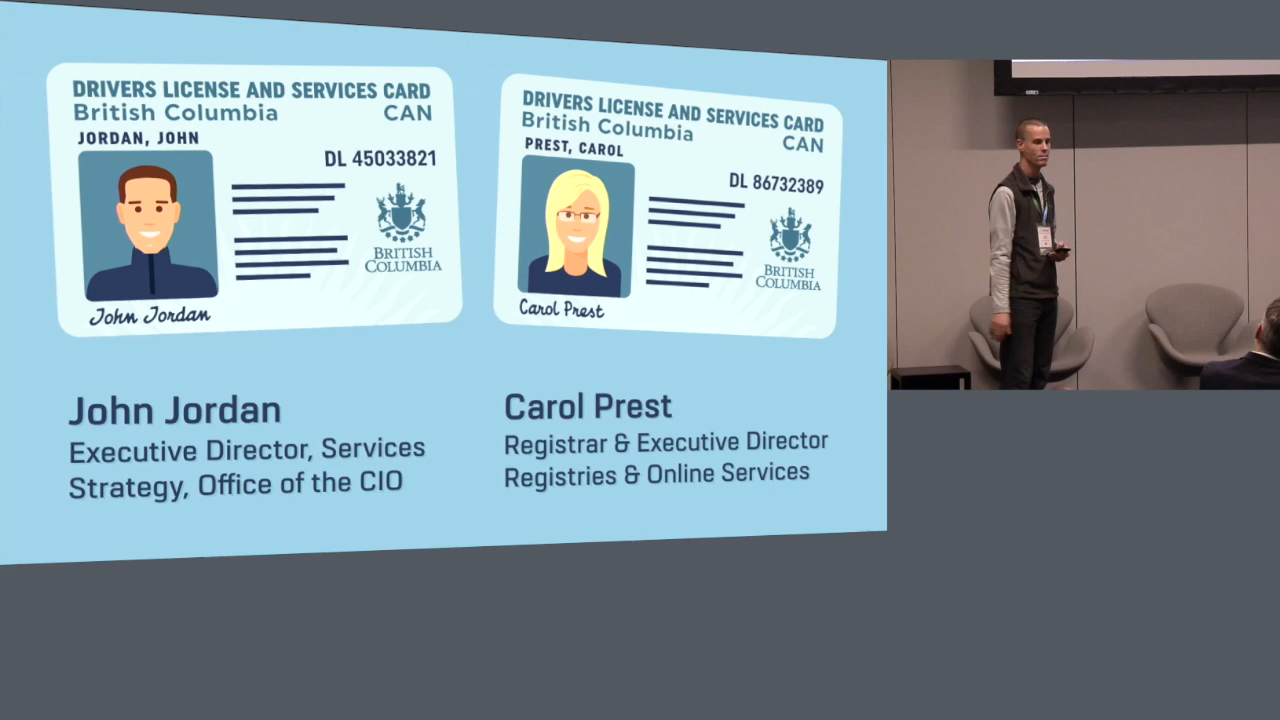 DRIVERS LICENSE AND SERVICES CARD
British Columbia CAN
JORDAN, JOHN
DL 45033821
BRITISH
COLUMBIA
John Jordan
DRIVERS LICENSE AND SERVICES CARD
British Columbia CAN
PREST, CAROL
DL 86732389
BRITISH
COLUMBIA
Carol Prest
John Jordan
Executive Director, Services
Strategy, Office of the CIO
Carol Prest
Registrar & Executive Director
Registries & Online Services